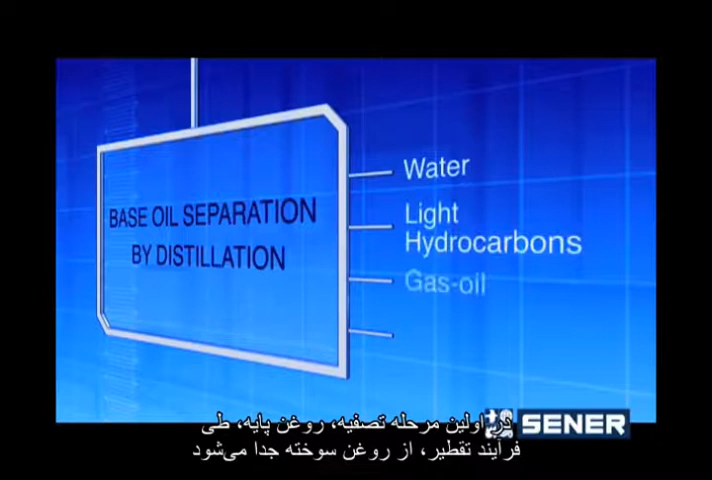 BASE OIL SEPARATION
BY DISTILLATION
Water
Light
Hydrocarbons
Gas-oil
SENER
در اولین مرحله تصفیه، روغن پایه، طی
فرآیند تقطیر، از روغن سوخته جدا می‌شود